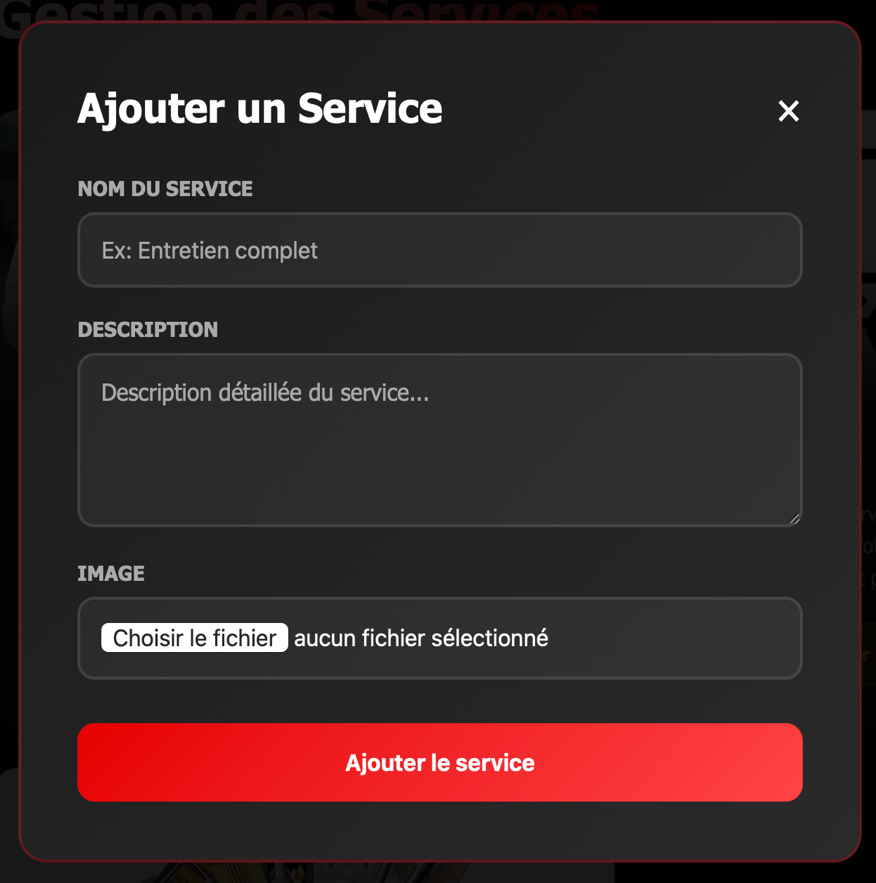 Gestion des Services
Ajouter un Service
NOM DU SERVICE
Ex: Entretien complet
DESCRIPTION
Description détaillée du service...
IMAGE
Choisir le fichier aucun fichier sélectionné
Ajouter le service